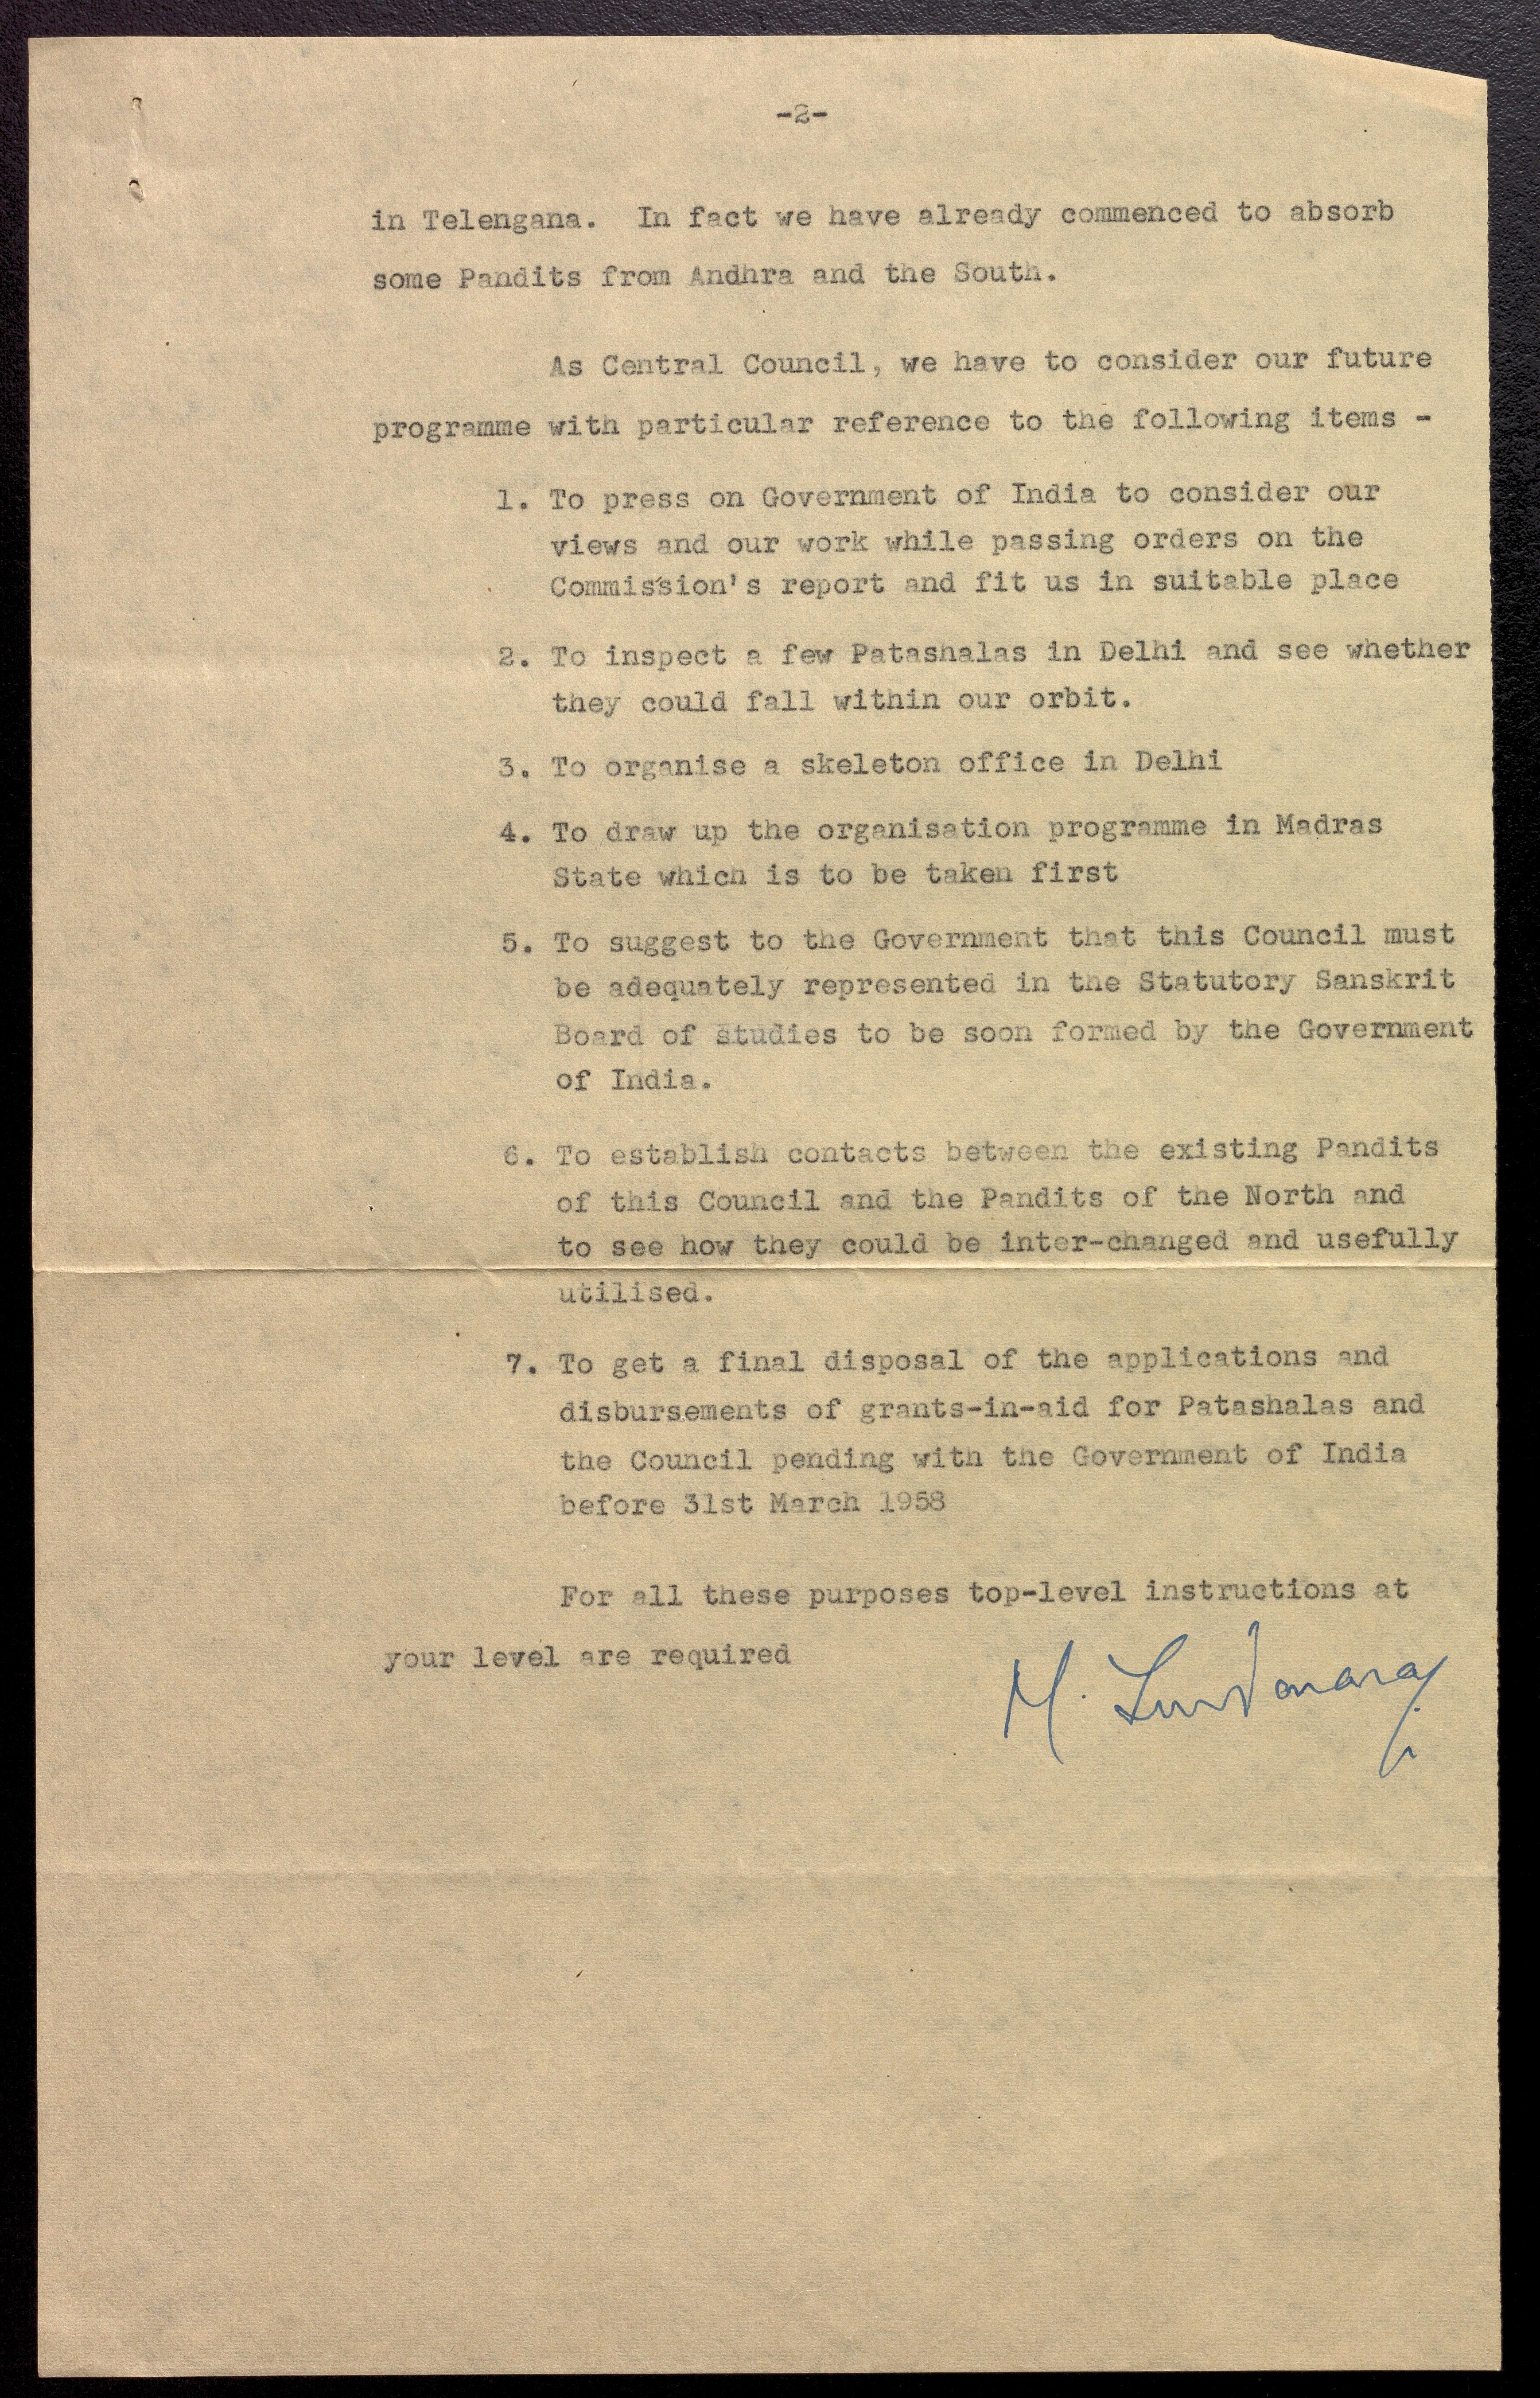 -2-
in Telengana. In fact we have already commenced to absorb
some Pandits from Andhra and the South.
As Central Council, we have to consider our future
programme with particular reference to the following items -
1. To press on Government of India to consider our
views and our work while passing orders on the
Commission's report and fit us in suitable place
2. To inspect a few Patashalas in Delhi and see whether
they could fall within our orbit.
3. To organise a skeleton office in Delhi
4. To draw up the organisation programme in Madras
State which is to be taken first
5. To suggest to the Government that this Council must
be adequately represented in the Statutory Sanskrit
Board of studies to be soon formed by the Government
of India.
6. To establish contacts between the existing Pandits
of this Council and the Pandits of the North and
to see how they could be inter-changed and usefully
utilised.
7. To get a final disposal of the applications and
disbursements of grants-in-aid for Patashalas and
the Council pending with the Government of India
before 31st March 1958
For all these purposes top-level instructions at
your level are required
M.